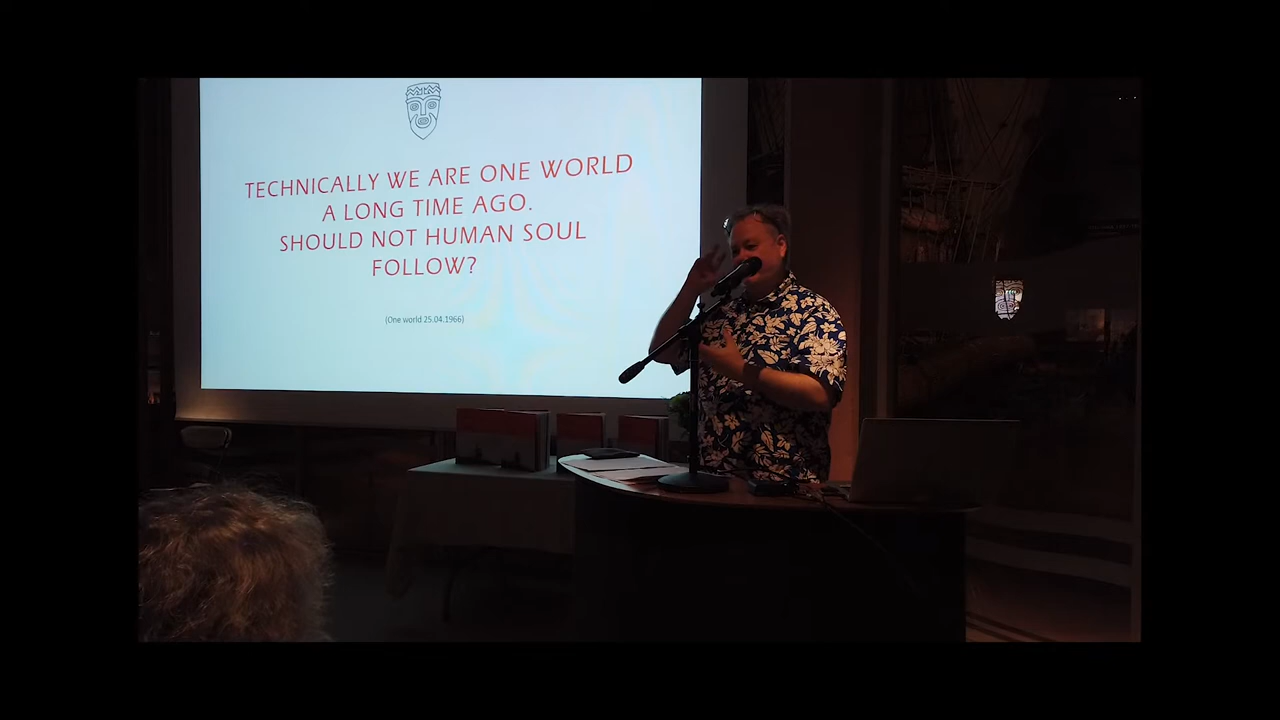 TECHNICALLY WE ARE ONE WORLD
A LONG TIME AGO.
SHOULD NOT HUMAN SOUL
FOLLOW?
(One world 25.04.1966)